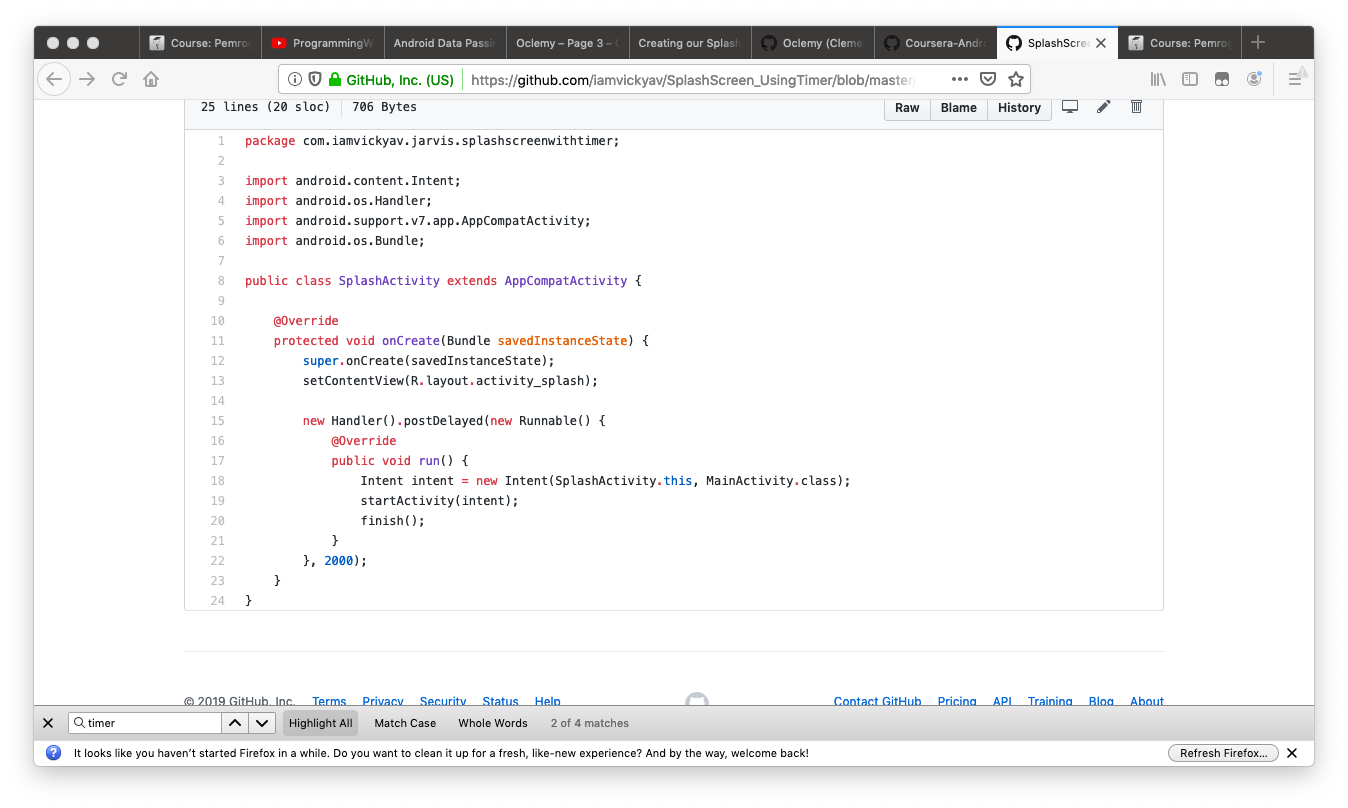 Course: Pemro
ProgrammingW
Android Data Passin
Oclemy – Page 3 –
Creating our Splash
Oclemy (Cleme
Coursera-Andro
SplashScree
Course: Pemrog
GitHub, Inc. (US)
https://github.com/iamvickyav/SplashScreen_UsingTimer/blob/master/
25 lines (20 sloc) 706 Bytes
Raw Blame History
1 package com.iamvickyav.jarvis.splashscreenwithtimer;
2
3 import android.content.Intent;
4 import android.os.Handler;
5 import android.support.v7.app.AppCompatActivity;
6 import android.os.Bundle;
7
8 public class SplashActivity extends AppCompatActivity {
9
10 @Override
11 protected void onCreate(Bundle savedInstanceState) {
12 super.onCreate(savedInstanceState);
13 setContentView(R.layout.activity_splash);
14
15 new Handler().postDelayed(new Runnable() {
16 @Override
17 public void run() {
18 Intent intent = new Intent(SplashActivity.this, MainActivity.class);
19 startActivity(intent);
20 finish();
21 }
22 }, 2000);
23 }
24 }
© 2019 GitHub, Inc. Terms Privacy Security Status Help
Contact GitHub Pricing API Training Blog About
timer
Highlight All Match Case Whole Words 2 of 4 matches
It looks like you haven't started Firefox in a while. Do you want to clean it up for a fresh, like-new experience? And by the way, welcome back!
Refresh Firefox...